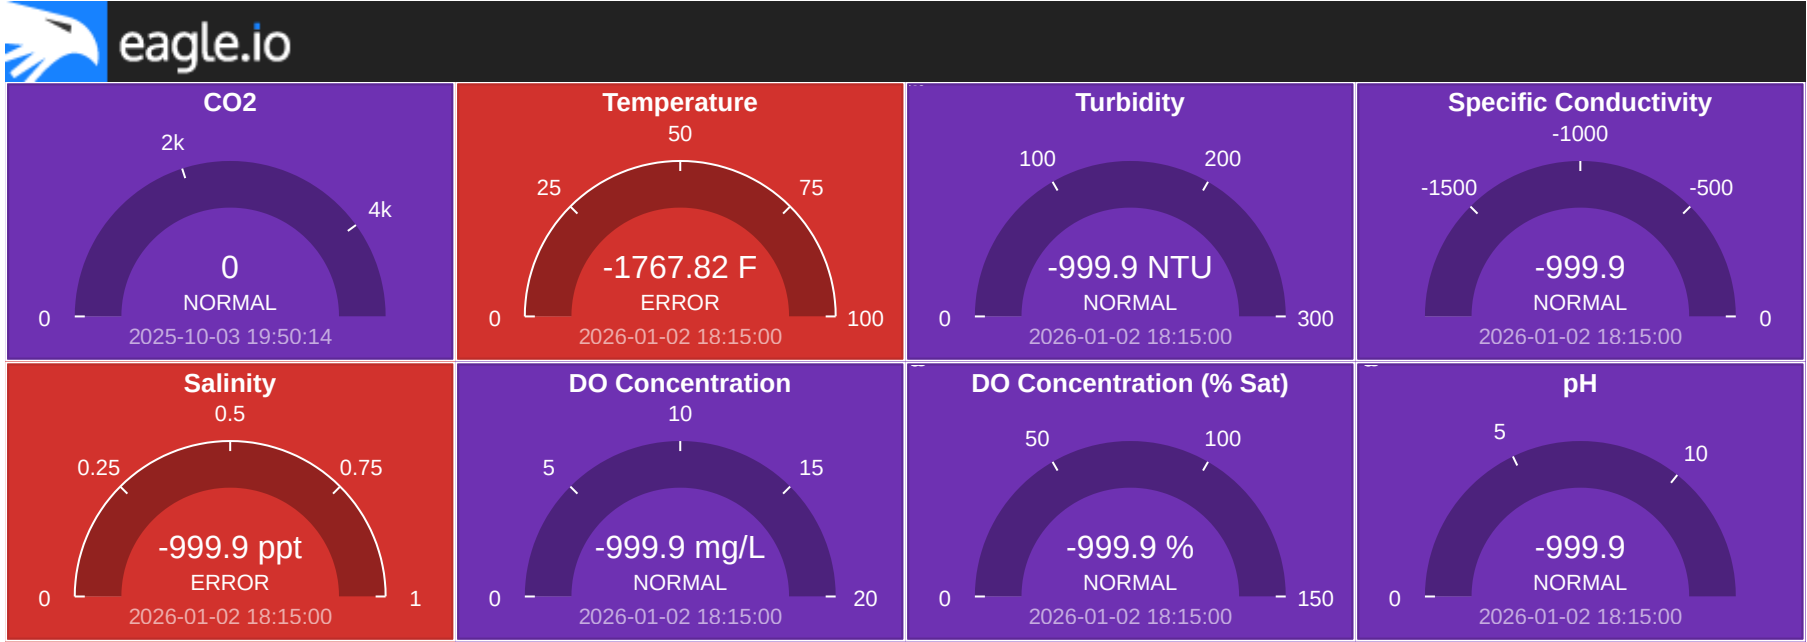 eagle.io
CO2
2k
4k
0
0
NORMAL
2025-10-03 19:50:14
Temperature
50
25
75
-1767.82 F
ERROR
0
100
2026-01-02 18:15:00
Turbidity
100
200
-999.9 NTU
NORMAL
0
300
2026-01-02 18:15:00
Specific Conductivity
-1000
-1500
-500
-999.9
NORMAL
0
2026-01-02 18:15:00
Salinity
0.5
0.25
0.75
-999.9 ppt
ERROR
0
1
2026-01-02 18:15:00
DO Concentration
10
5
15
-999.9 mg/L
NORMAL
0
20
2026-01-02 18:15:00
DO Concentration (% Sat)
50
100
-999.9 %
NORMAL
0
150
2026-01-02 18:15:00
pH
5
10
-999.9
NORMAL
0
2026-01-02 18:15:00